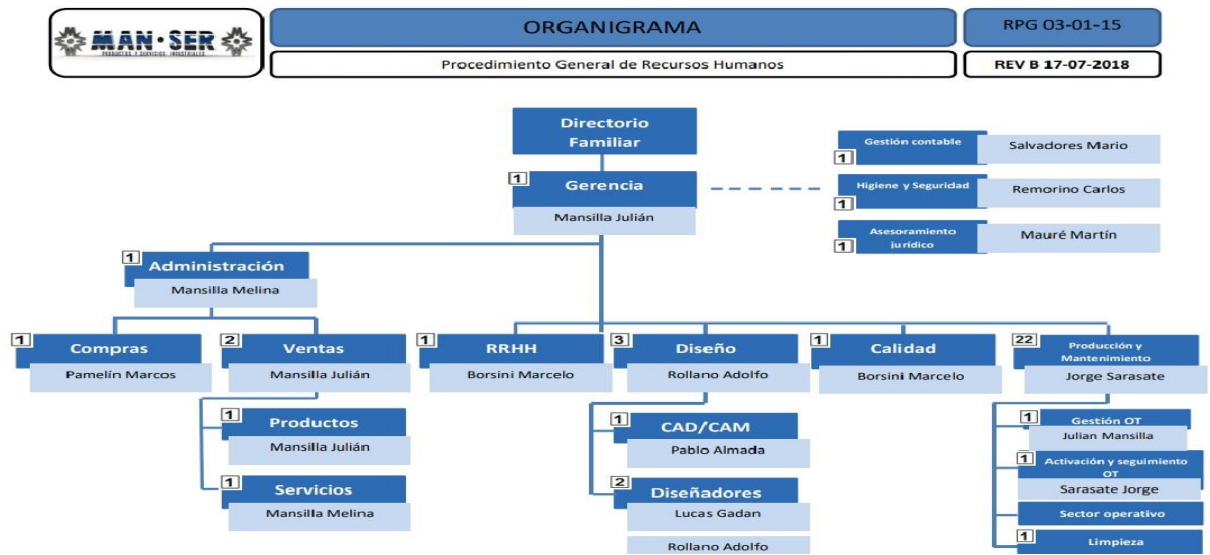 MAN·SER
PRODUCTOS Y SERVICIOS INDUSTRIALES
ORGANIGRAMA
RPG 03-01-15
Procedimiento General de Recursos Humanos
REV B 17-07-2018
Directorio
Familiar
1
Gerencia
Mansilla Julián
Gestión contable
1
Salvadores Mario
Higiene y Seguridad
1
Remorino Carlos
Asesoramiento
jurídico
1
Mauré Martín
1
Administración
Mansilla Melina
1
Compras
Pamelín Marcos
2
Ventas
Mansilla Julián
1
Productos
Mansilla Julián
1
Servicios
Mansilla Melina
1
RRHH
Borsini Marcelo
3
Diseño
Rollano Adolfo
1
CAD/CAM
Pablo Almada
2
Diseñadores
Lucas Gadan
Rollano Adolfo
1
Calidad
Borsini Marcelo
22
Producción y
Mantenimiento
Jorge Sarasate
1
Gestión OT
Julian Mansilla
1
Activación y seguimiento
OT
Sarasate Jorge
Sector operativo
1
Limpieza